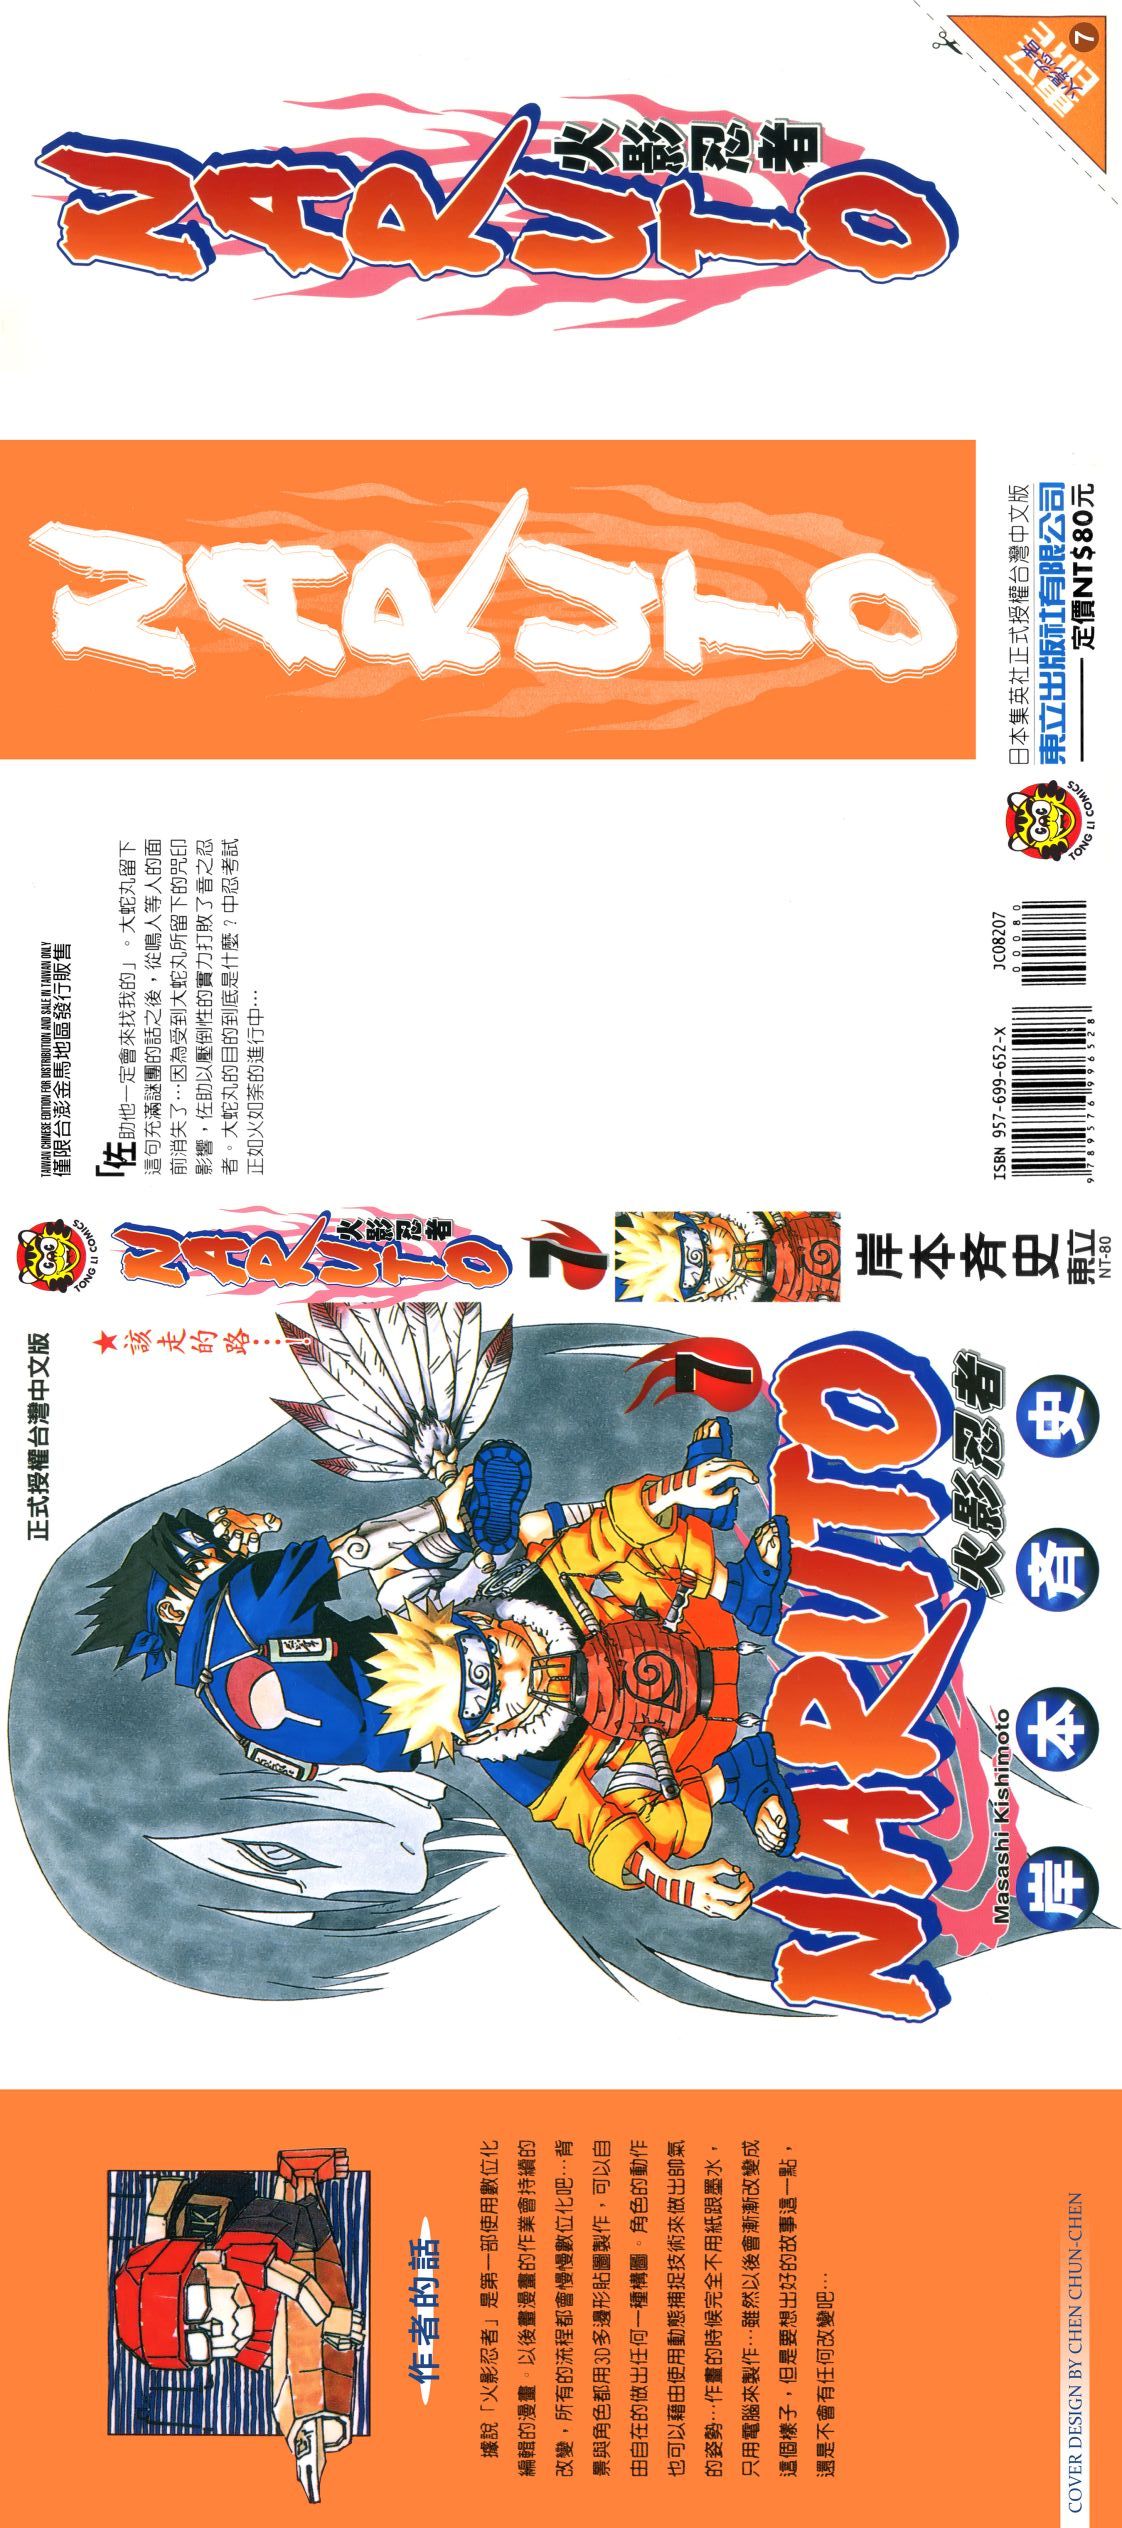 作者的話
據說「火影忍者」是第一部使用數位化
編輯的漫畫。以後畫漫畫的作業會持續的
改變，所有的流程都會慢慢數位化吧…背
景與角色都用3D多邊形貼圖製作，可以自
由自在的做出任何一種構圖。角色的動作
也可以藉由使用動態捕捉技術來做出帥氣
的姿勢…作畫的時候完全不用紙跟墨水，
只用電腦來製作…雖然以後會漸漸改變成
這個樣子，但是要想出好的故事這一點，
還是不會有任何改變吧…
COVER DESIGN BY CHEN CHUN-CHEN
正式授權台灣中文版
★該走的路…!!
7
NARUTO
火影忍者
Masashi Kishimoto
岸本斉史
TONG LI COMICS
NARUTO
火影忍者
7
岸本斉史
東立
NT-80
TAIWAN CHINESE EDITION FOR DISTRIBUTION AND SALE IN TAIWAN ONLY
僅限台澎金馬地區發行販售
「佐助他一定會來找我的」。大蛇丸留下
這句充滿謎團的話之後，從鳴人等人的面
前消失了…因為受到大蛇丸所留下的咒印
影響，佐助以壓倒性的實力打敗了音之忍
者。大蛇丸的目的到底是什麼？中忍考試
正如火如荼的進行中…
ISBN 957-699-652-X
9789576996528
JC08207
00080
TONG LI COMICS
日本集英社正式授權台灣中文版
東立出版社有限公司
定價NT$80元
NARUTO
NARUTO
火影忍者
火影忍者
7